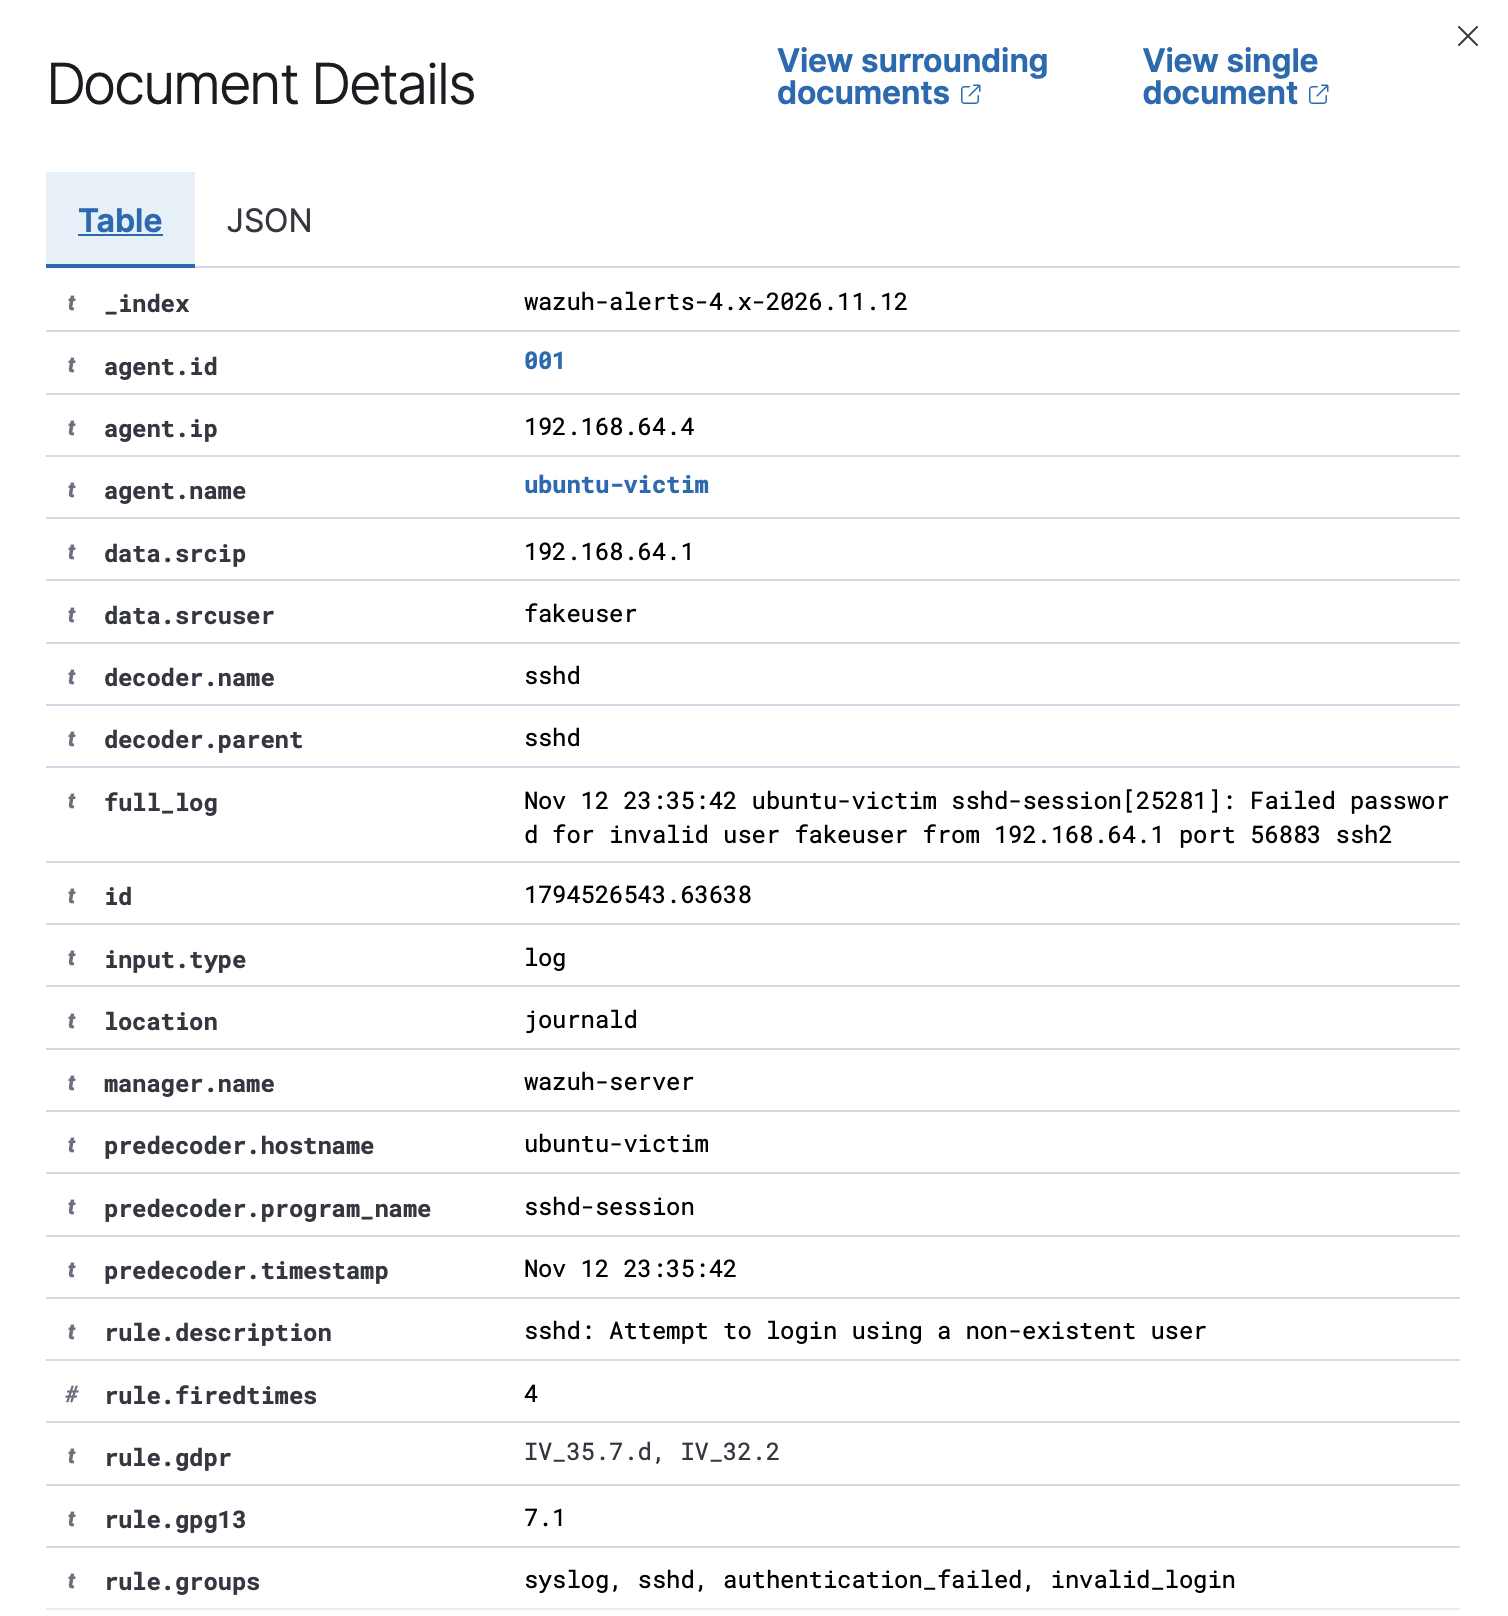 Document Details
View surrounding
documents
View single
document
Table
JSON
t _index wazuh-alerts-4.x-2026.11.12
t agent.id 001
t agent.ip 192.168.64.4
t agent.name ubuntu-victim
t data.srcip 192.168.64.1
t data.srcuser fakeuser
t decoder.name sshd
t decoder.parent sshd
t full_log Nov 12 23:35:42 ubuntu-victim sshd-session[25281]: Failed passwor
d for invalid user fakeuser from 192.168.64.1 port 56883 ssh2
t id 1794526543.63638
t input.type log
t location journald
t manager.name wazuh-server
t predecoder.hostname ubuntu-victim
t predecoder.program_name sshd-session
t predecoder.timestamp Nov 12 23:35:42
t rule.description sshd: Attempt to login using a non-existent user
# rule.firedtimes 4
t rule.gdpr IV_35.7.d, IV_32.2
t rule.gpg13 7.1
t rule.groups syslog, sshd, authentication_failed, invalid_login